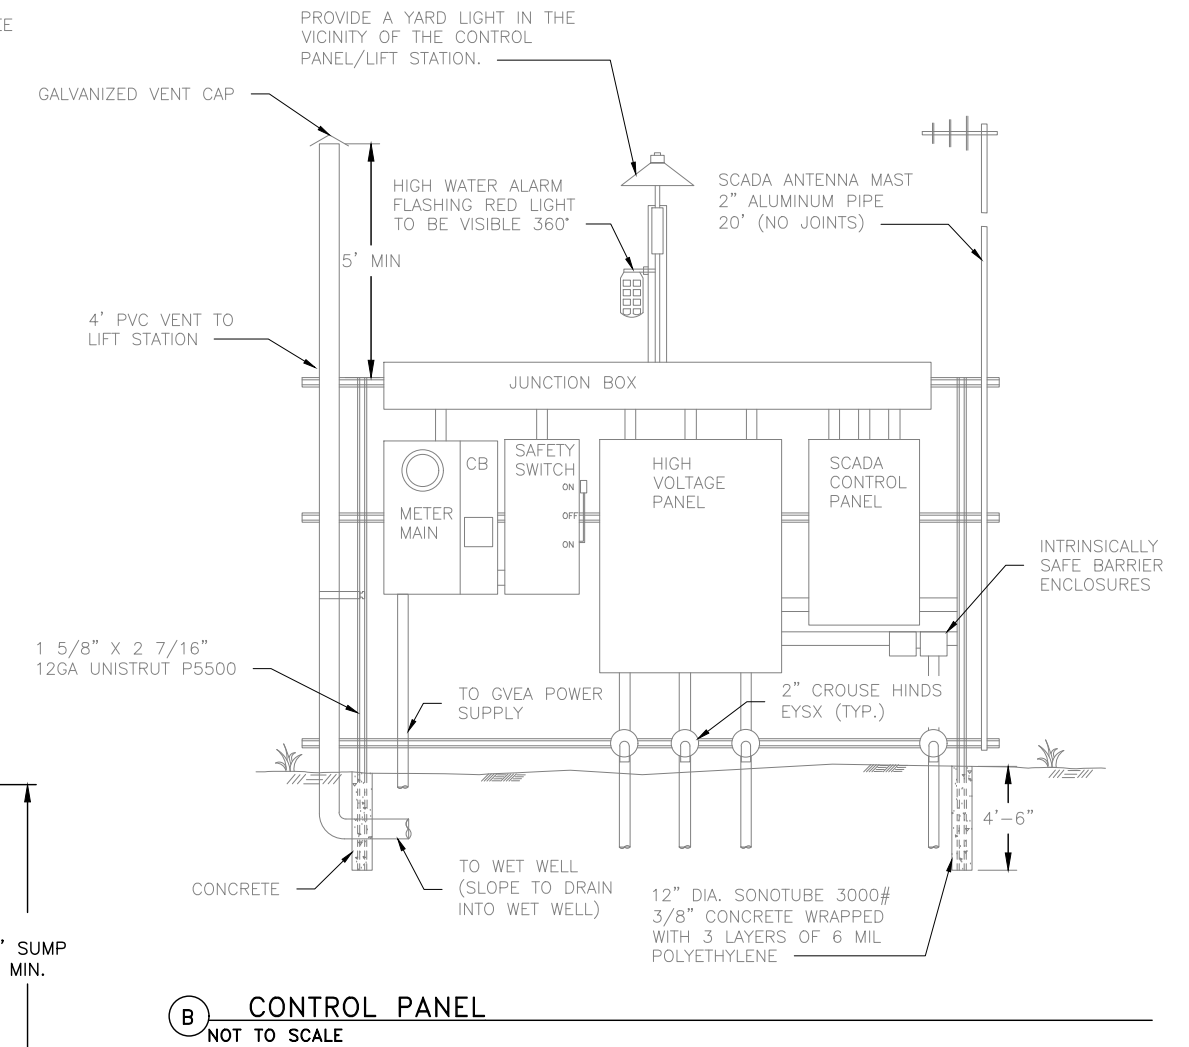 EE
PROVIDE A YARD LIGHT IN THE
VICINITY OF THE CONTROL
PANEL/LIFT STATION.
GALVANIZED VENT CAP
HIGH WATER ALARM
FLASHING RED LIGHT
TO BE VISIBLE 360°
SCADA ANTENNA MAST
2" ALUMINUM PIPE
20' (NO JOINTS)
5' MIN
4' PVC VENT TO
LIFT STATION
JUNCTION BOX
METER
MAIN
CB
SAFETY
SWITCH
ON
OFF
ON
HIGH
VOLTAGE
PANEL
SCADA
CONTROL
PANEL
INTRINSICALLY
SAFE BARRIER
ENCLOSURES
1 5/8" X 2 7/16"
12GA UNISTRUT P5500
TO GVEA POWER
SUPPLY
2" CROUSE HINDS
EYSX (TYP.)
4'-6"
CONCRETE
TO WET WELL
(SLOPE TO DRAIN
INTO WET WELL)
12" DIA. SONOTUBE 3000#
3/8" CONCRETE WRAPPED
WITH 3 LAYERS OF 6 MIL
POLYETHYLENE
' SUMP
MIN.
B CONTROL PANEL
NOT TO SCALE